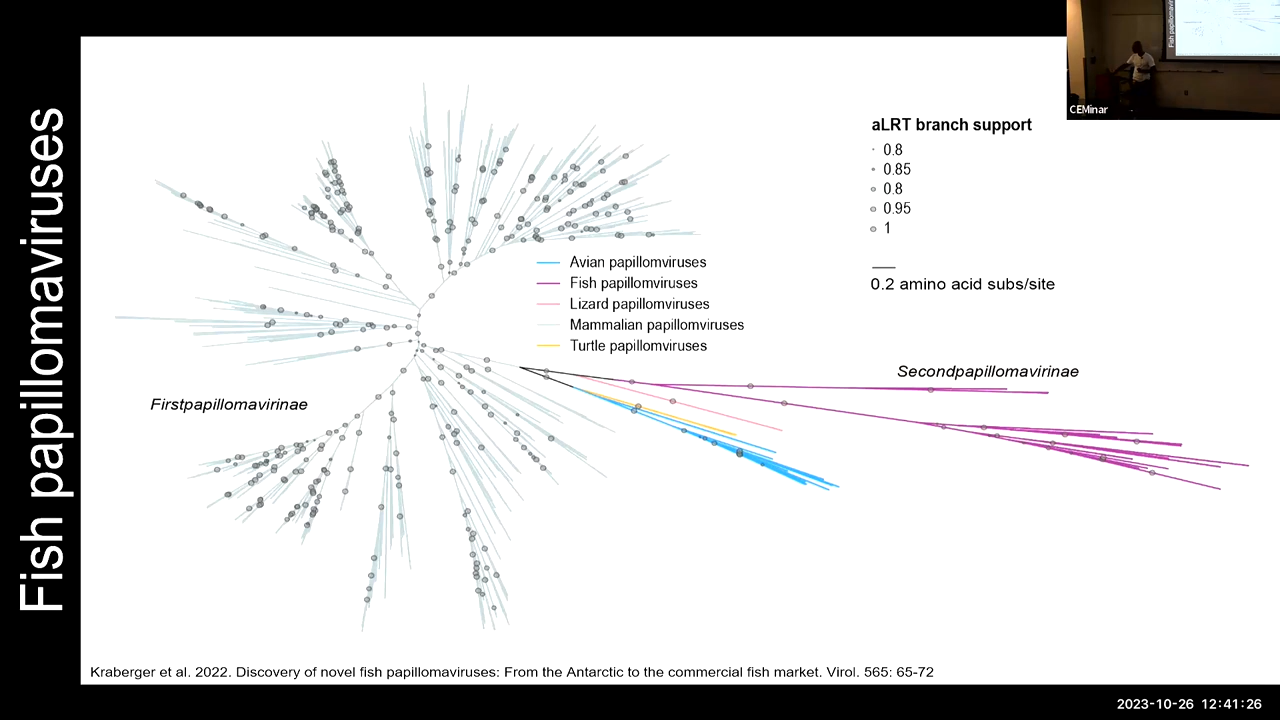 Fish papillomaviruses
aLRT branch support
0.8
0.85
0.8
0.95
1
0.2 amino acid subs/site
Avian papillomviruses
Fish papillomviruses
Lizard papillomviruses
Mammalian papillomviruses
Turtle papillomviruses
Secondpapillomavirinae
Firstpapillomavirinae
Kraberger et al. 2022. Discovery of novel fish papillomaviruses: From the Antarctic to the commercial fish market. Virol. 565: 65-72
CEMinar
2023-10-26 12:41:26